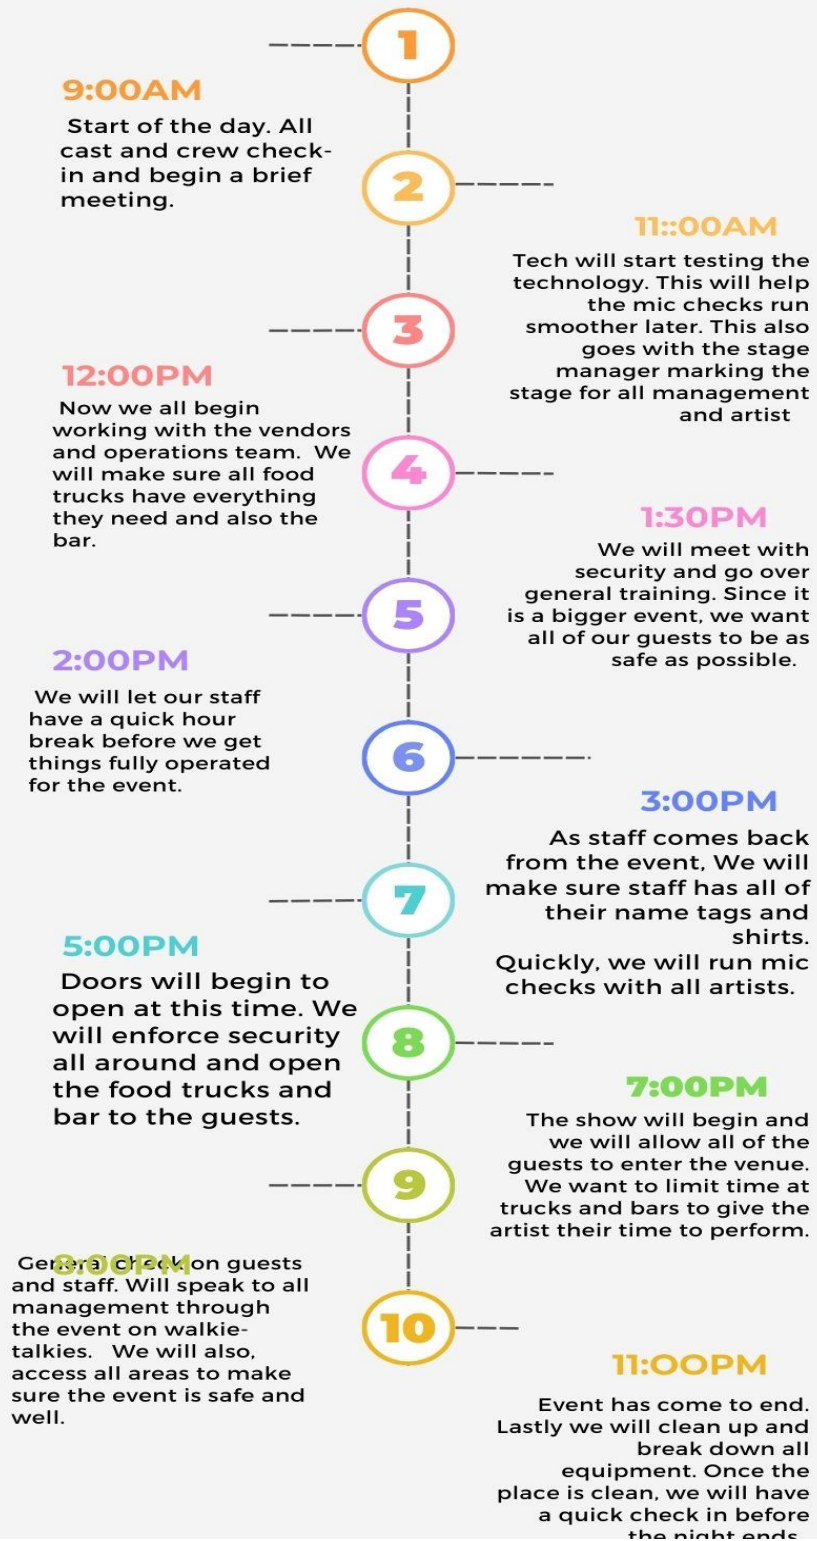 1
9:00AM
Start of the day. All
cast and crew check-
in and begin a brief
meeting.
2
11::00AM
Tech will start testing the
technology. This will help
the mic checks run
smoother later. This also
goes with the stage
manager marking the
stage for all management
and artist
3
12:00PM
Now we all begin
working with the vendors
and operations team. We
will make sure all food
trucks have everything
they need and also the
bar.
4
1:30PM
We will meet with
security and go over
general training. Since it
is a bigger event, we want
all of our guests to be as
safe as possible.
5
2:00PM
We will let our staff
have a quick hour
break before we get
things fully operated
for the event.
6
3:00PM
As staff comes back
from the event, We will
make sure staff has all of
their name tags and
shirts.
Quickly, we will run mic
checks with all artists.
7
5:00PM
Doors will begin to
open at this time. We
will enforce security
all around and open
the food trucks and
bar to the guests.
8
7:00PM
The show will begin and
we will allow all of the
guests to enter the venue.
We want to limit time at
trucks and bars to give the
artist their time to perform.
9
8:00PM
General check on guests
and staff. Will speak to all
management through
the event on walkie-
talkies. We will also,
access all areas to make
sure the event is safe and
well.
10
11:OOPM
Event has come to end.
Lastly we will clean up and
break down all
equipment. Once the
place is clean, we will have
a quick check in before
the night ends.